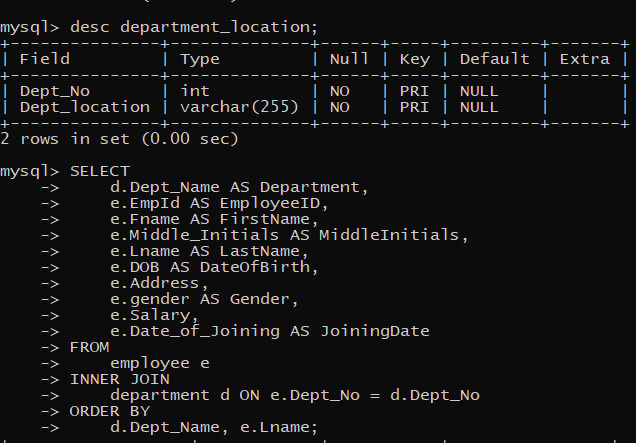 mysql> desc department_location;
+---------------+--------------+------+-----+---------+-------+
| Field         | Type         | Null | Key | Default | Extra |
+---------------+--------------+------+-----+---------+-------+
| Dept_No       | int          | NO   | PRI | NULL    |       |
| Dept_location | varchar(255) | NO   | PRI | NULL    |       |
+---------------+--------------+------+-----+---------+-------+
2 rows in set (0.00 sec)
mysql> SELECT
    ->     d.Dept_Name AS Department,
    ->     e.EmpId AS EmployeeID,
    ->     e.Fname AS FirstName,
    ->     e.Middle_Initials AS MiddleInitials,
    ->     e.Lname AS LastName,
    ->     e.DOB AS DateOfBirth,
    ->     e.Address,
    ->     e.gender AS Gender,
    ->     e.Salary,
    ->     e.Date_of_Joining AS JoiningDate
    -> FROM
    ->     employee e
    -> INNER JOIN
    ->     department d ON e.Dept_No = d.Dept_No
    -> ORDER BY
    ->     d.Dept_Name, e.Lname;